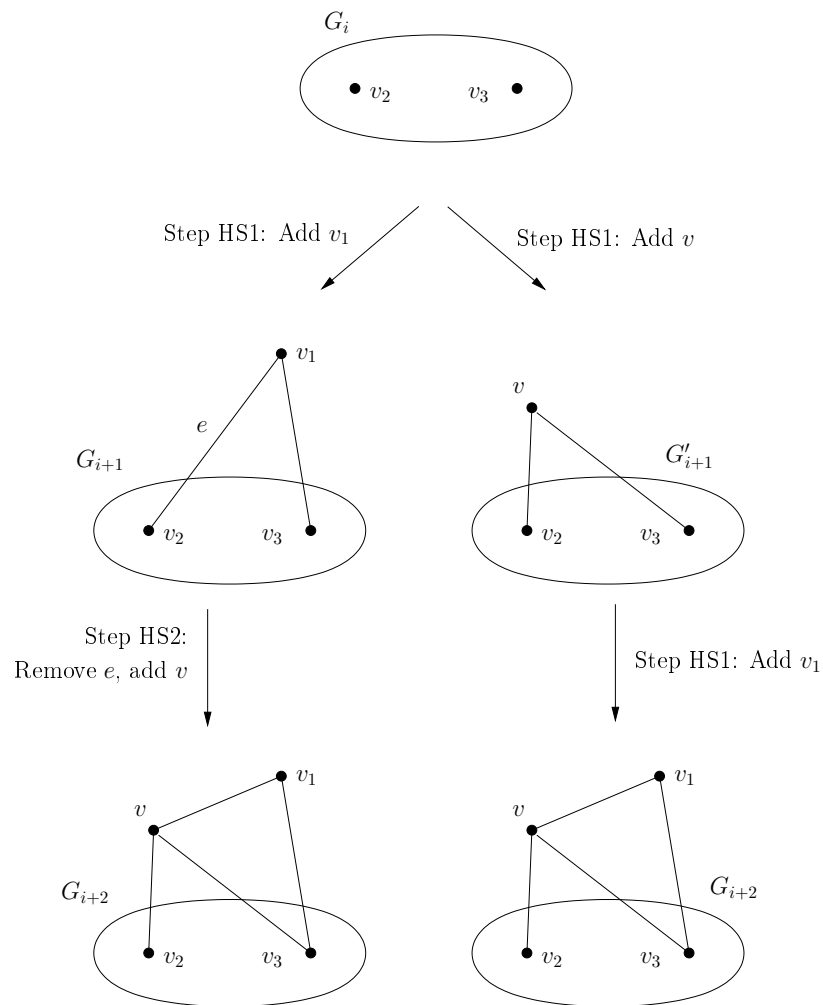 G_i
v_2 v_3
Step HS1: Add v_1
Step HS1: Add v
v_1
v
e
G_{i+1}
G'_{i+1}
v_2 v_3
v_2 v_3
Step HS2:
Remove e, add v
Step HS1: Add v_1
v_1
v_1
v
v
G_{i+2}
G_{i+2}
v_2 v_3
v_2 v_3